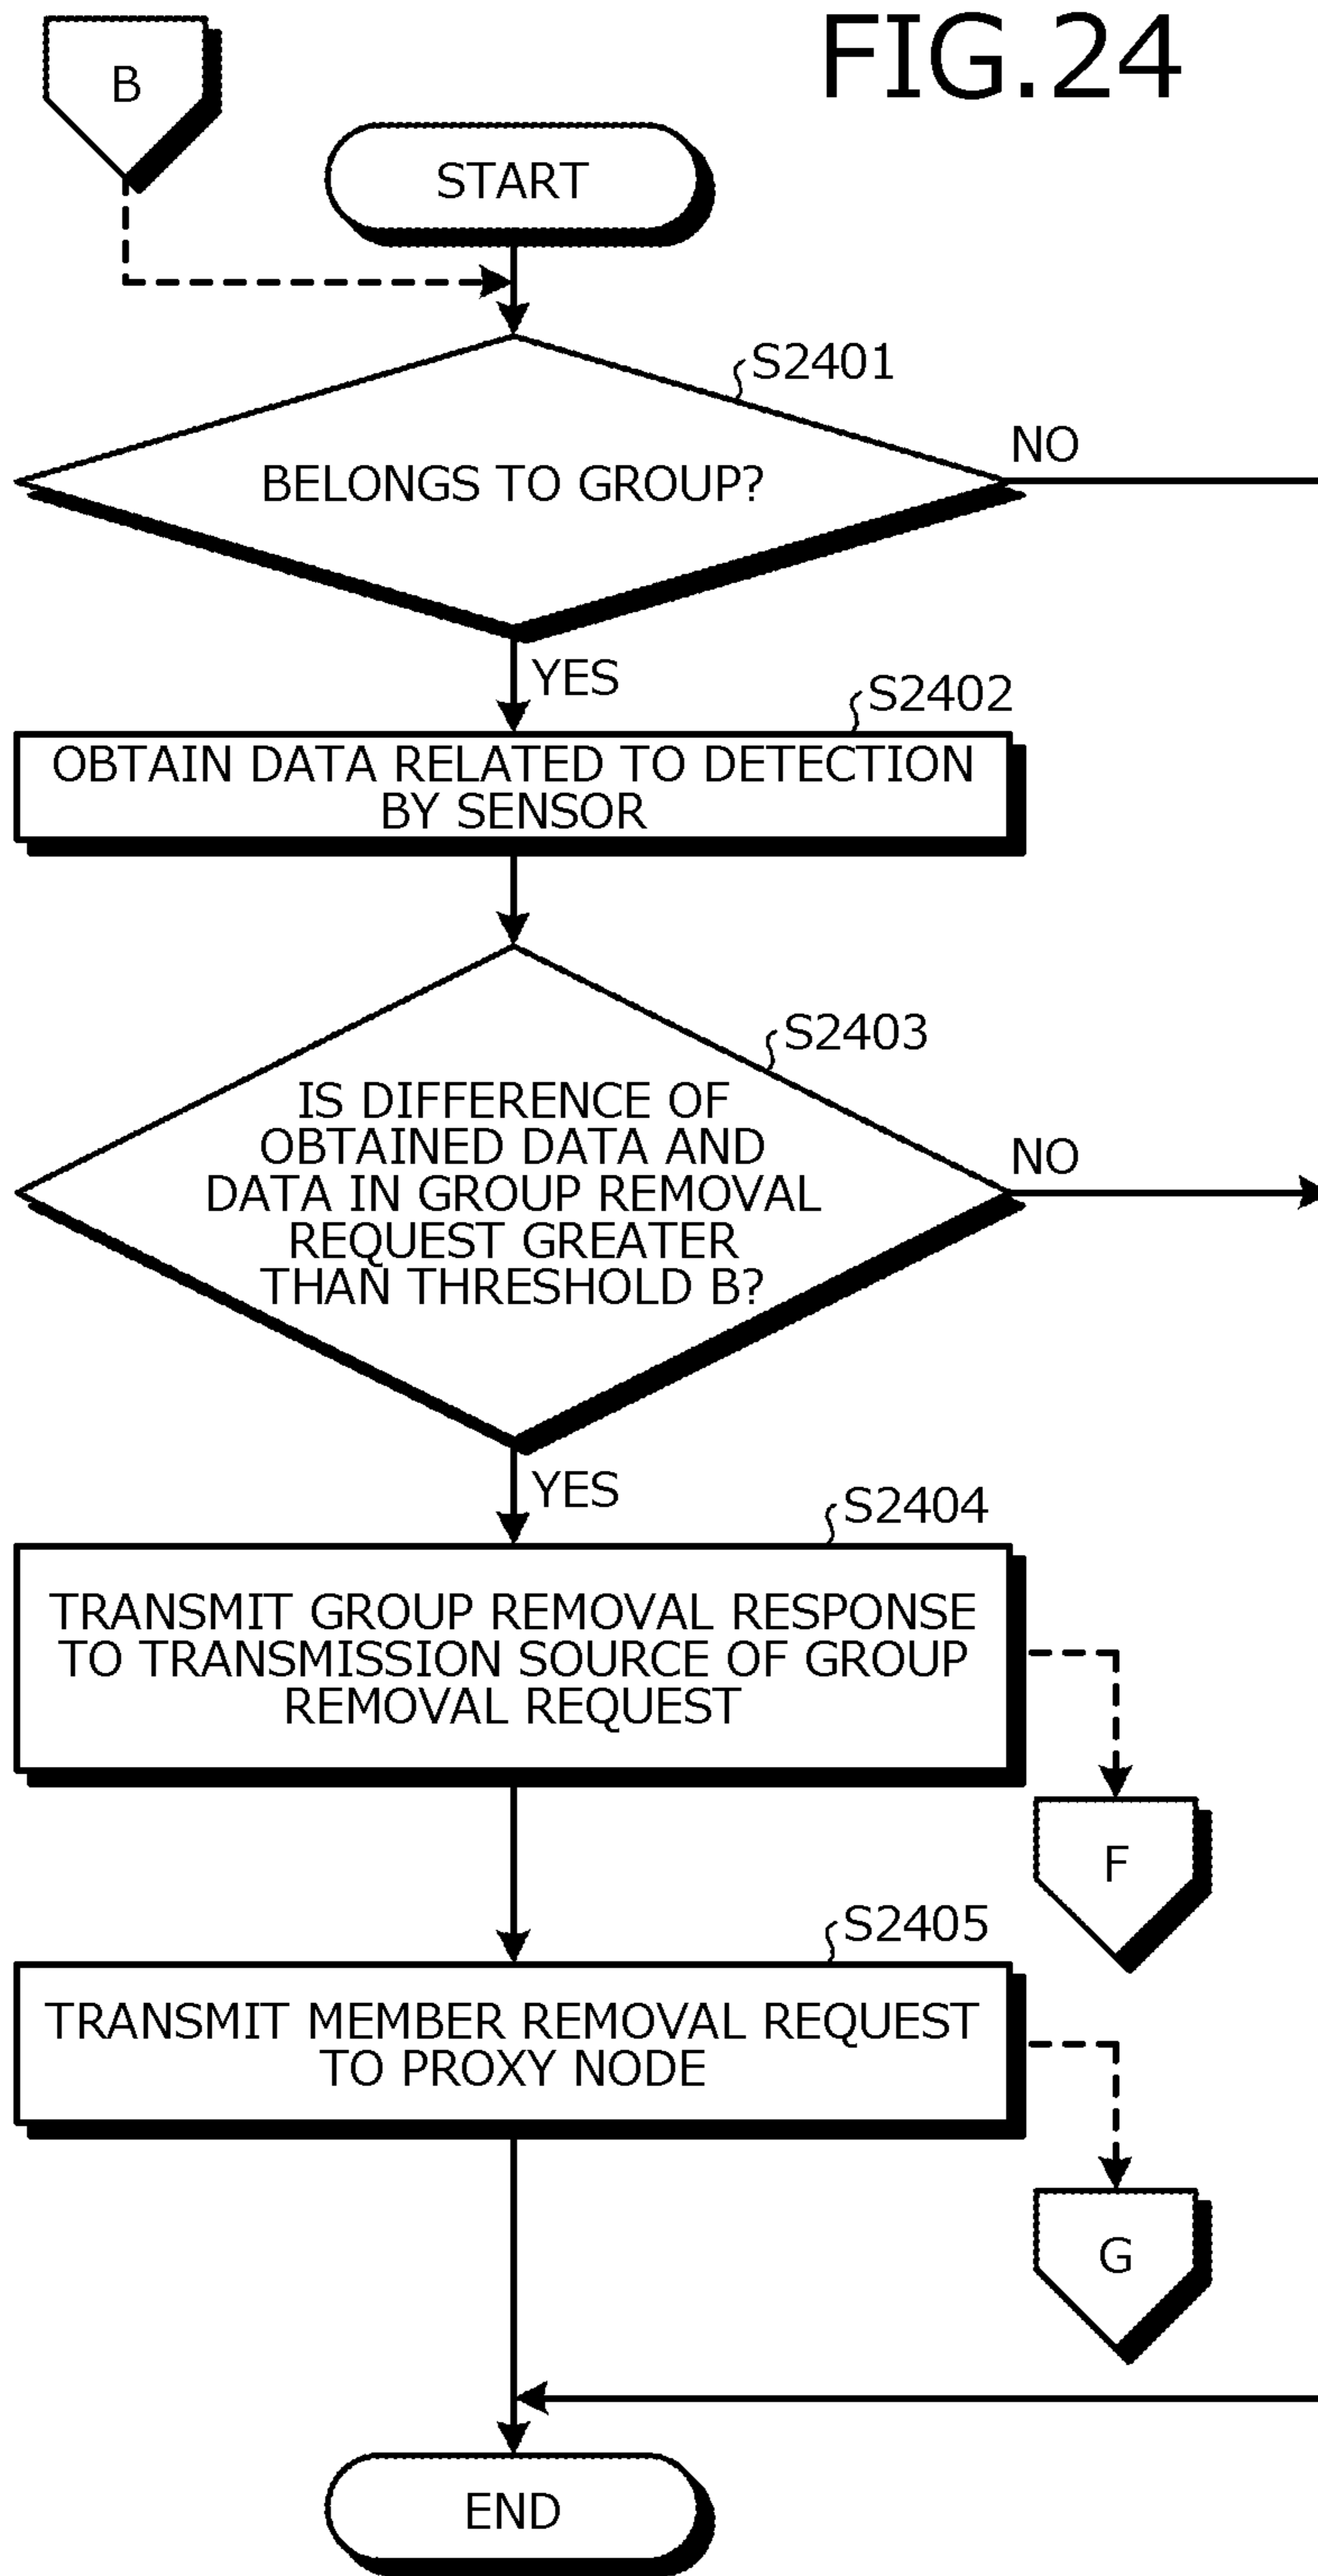 FIG.24
B
START
S2401
BELONGS TO GROUP?
NO
YES
S2402
OBTAIN DATA RELATED TO DETECTION
BY SENSOR
S2403
IS DIFFERENCE OF
OBTAINED DATA AND
DATA IN GROUP REMOVAL
REQUEST GREATER
THAN THRESHOLD B?
NO
YES
S2404
TRANSMIT GROUP REMOVAL RESPONSE
TO TRANSMISSION SOURCE OF GROUP
REMOVAL REQUEST
F
S2405
TRANSMIT MEMBER REMOVAL REQUEST
TO PROXY NODE
G
END